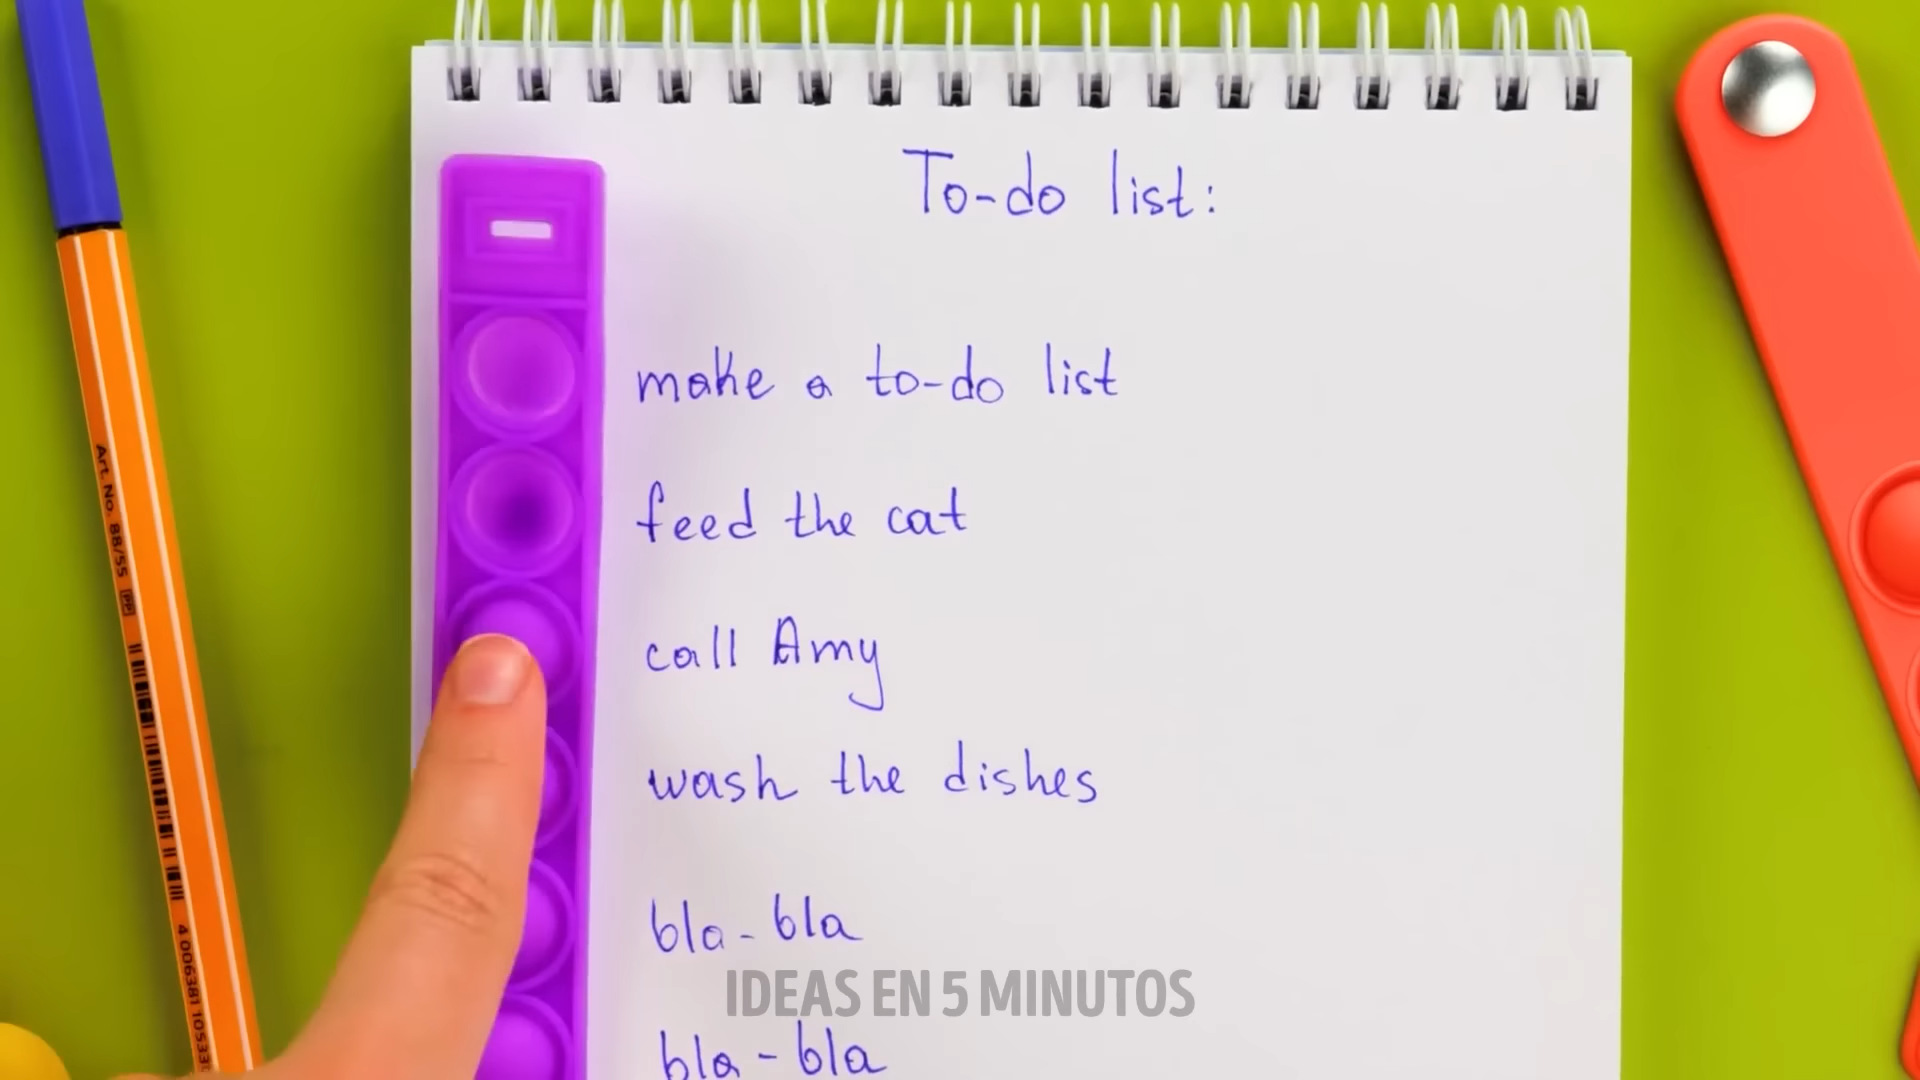 To-do list:
make a to-do list
feed the cat
call Amy
wash the dishes
bla-bla
bla-bla
IDEAS EN 5 MINUTOS
Art. No. 88/55 PP